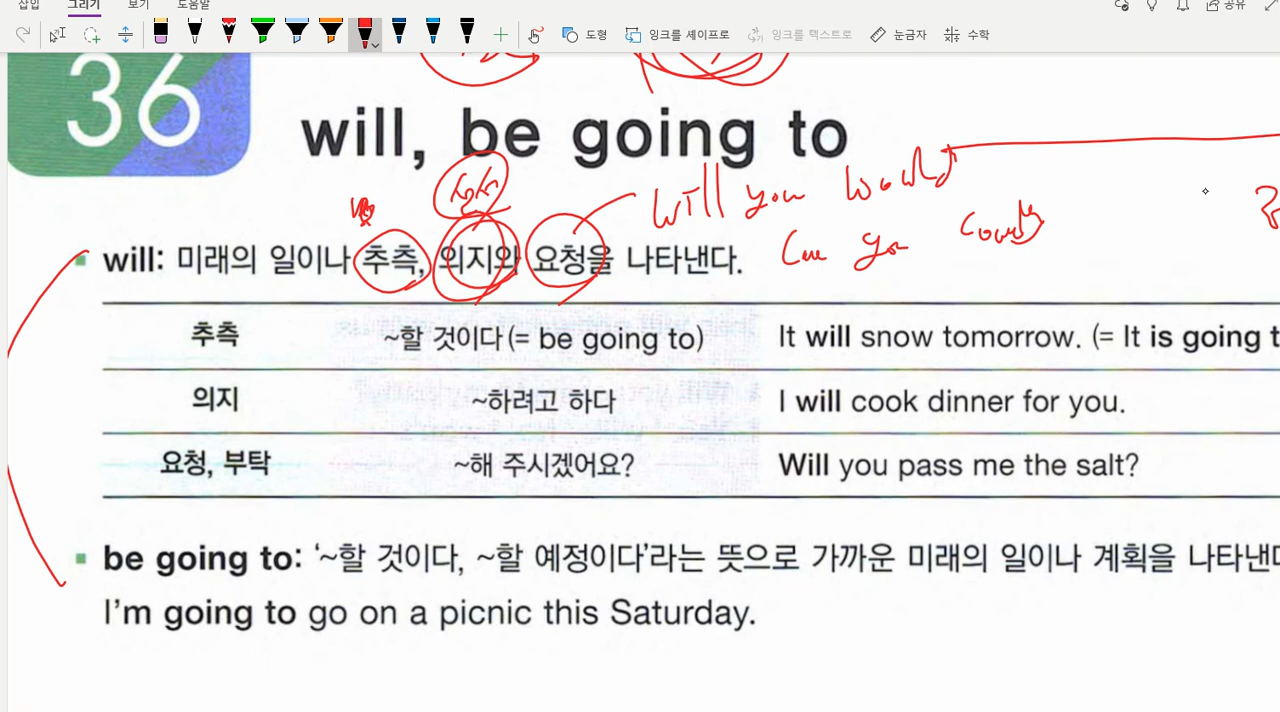 삽입 그리기 보기 도움말 공유
도형 잉크를 셰이프로 잉크를 텍스트로 눈금자 수학
36
will, be going to
will you would
can you could
will: 미래의 일이나 추측, 의지와 요청을 나타낸다.
추측 ~할 것이다(= be going to) It will snow tomorrow. (= It is going t
의지 ~하려고 하다 I will cook dinner for you.
요청, 부탁 ~해 주시겠어요? Will you pass me the salt?
be going to: ‘~할 것이다, ~할 예정이다’라는 뜻으로 가까운 미래의 일이나 계획을 나타낸다
I’m going to go on a picnic this Saturday.